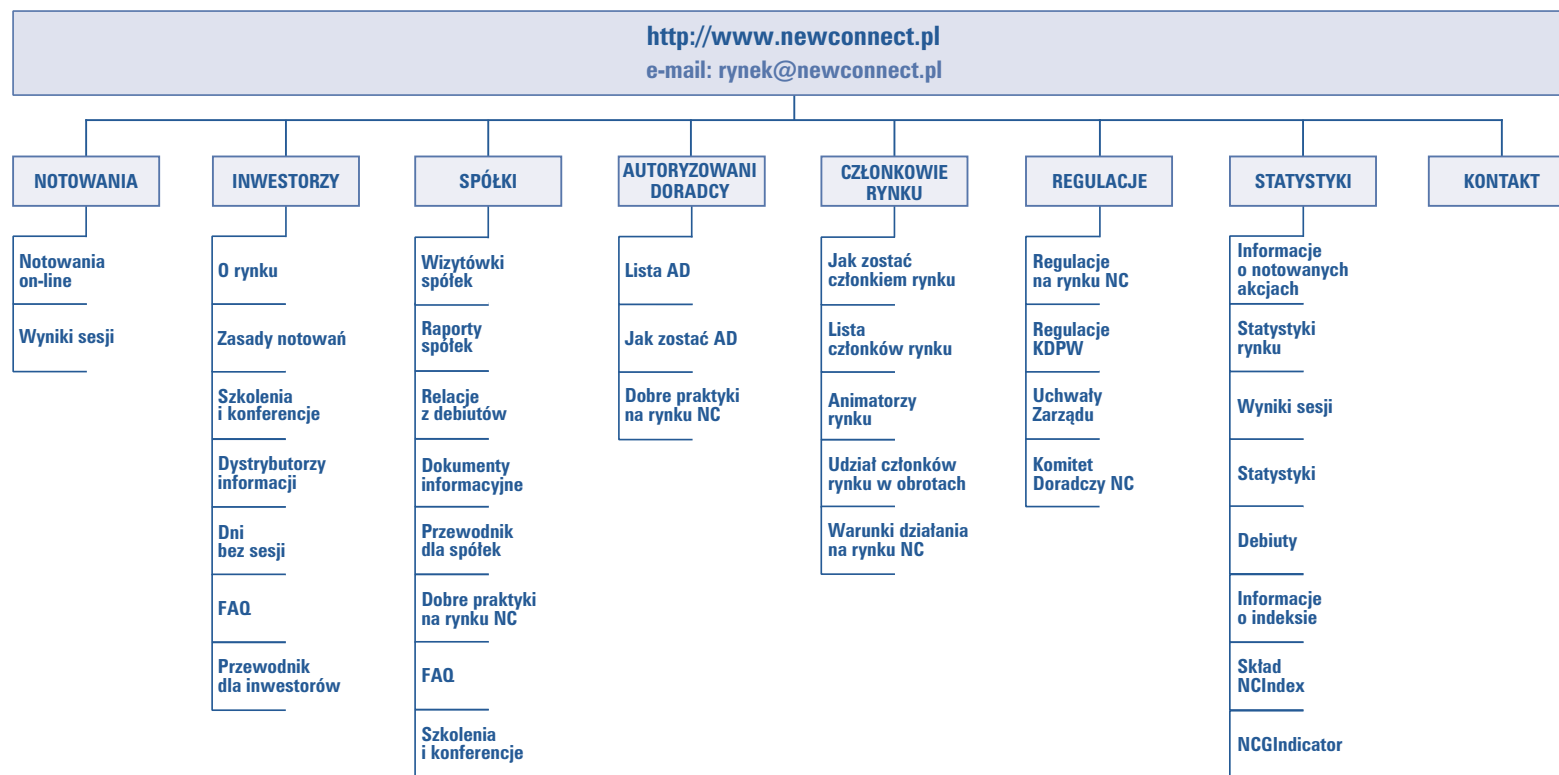 http://www.newconnect.pl
e-mail: rynek@newconnect.pl
NOTOWANIA
Notowania
on-line
Wyniki sesji
INWESTORZY
O rynku
Zasady notowań
Szkolenia
i konferencje
Dystrybutorzy
informacji
Dni
bez sesji
FAQ
Przewodnik
dla inwestorów
SPÓŁKI
Wizytówki
spółek
Raporty
spółek
Relacje
z debiutów
Dokumenty
informacyjne
Przewodnik
dla spółek
Dobre praktyki
na rynku NC
FAQ
Szkolenia
i konferencje
AUTORYZOWANI
DORADCY
Lista AD
Jak zostać AD
Dobre praktyki
na rynku NC
CZŁONKOWIE
RYNKU
Jak zostać
członkiem rynku
Lista
członków rynku
Animatorzy
rynku
Udział członków
rynku w obrotach
Warunki działania
na rynku NC
REGULACJE
Regulacje
na rynku NC
Regulacje
KDPW
Uchwały
Zarządu
Komitet
Doradczy NC
STATYSTYKI
Informacje
o notowanych
akcjach
Statystyki
rynku
Wyniki sesji
Statystyki
Debiuty
Informacje
o indeksie
Skład
NCIndex
NCGIndicator
KONTAKT